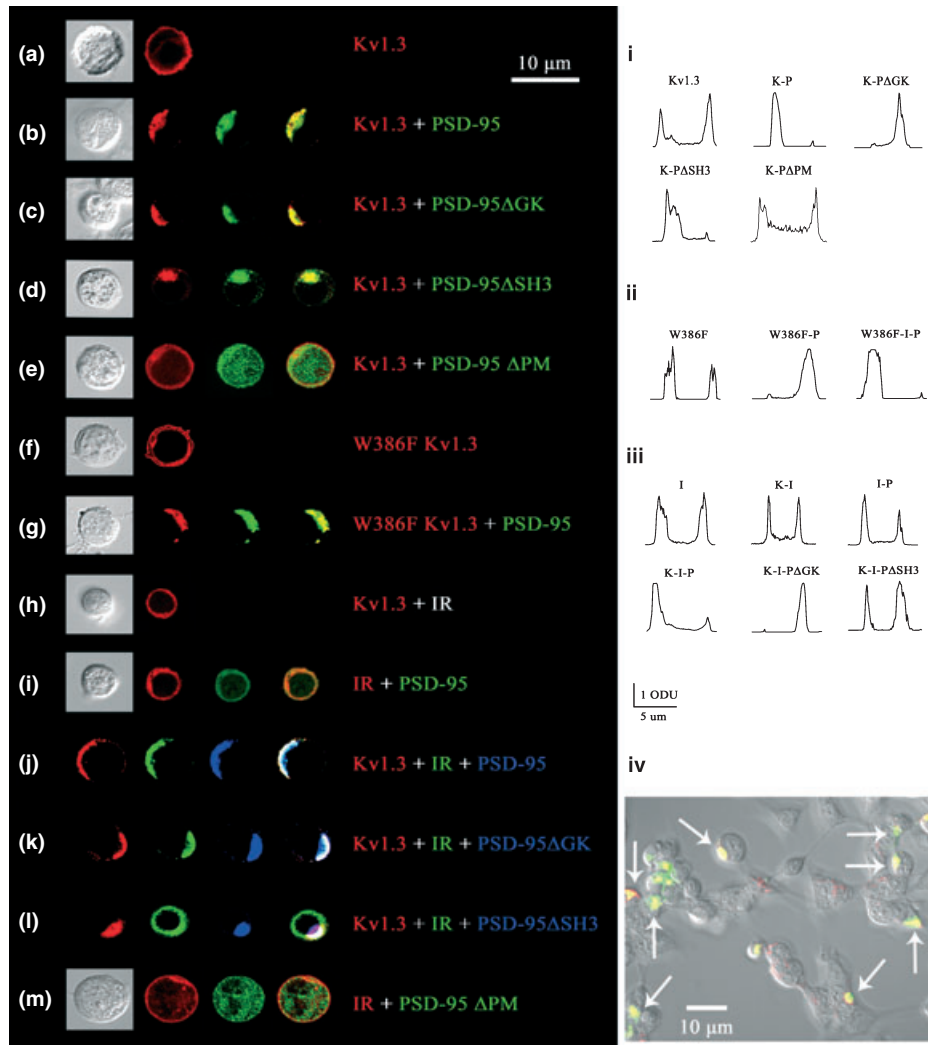 (a) Kv1.3
10 µm
(b) Kv1.3 + PSD-95
(c) Kv1.3 + PSD-95ΔGK
(d) Kv1.3 + PSD-95ΔSH3
(e) Kv1.3 + PSD-95 ΔPM
(f) W386F Kv1.3
(g) W386F Kv1.3 + PSD-95
(h) Kv1.3 + IR
(i) IR + PSD-95
(j) Kv1.3 + IR + PSD-95
(k) Kv1.3 + IR + PSD-95ΔGK
(l) Kv1.3 + IR + PSD-95ΔSH3
(m) IR + PSD-95 ΔPM
i
Kv1.3 K-P K-PΔGK
K-PΔSH3 K-PΔPM
ii
W386F W386F-P W386F-I-P
iii
I K-I I-P
K-I-P K-I-PΔGK K-I-PΔSH3
1 ODU
5 um
iv
10 µm